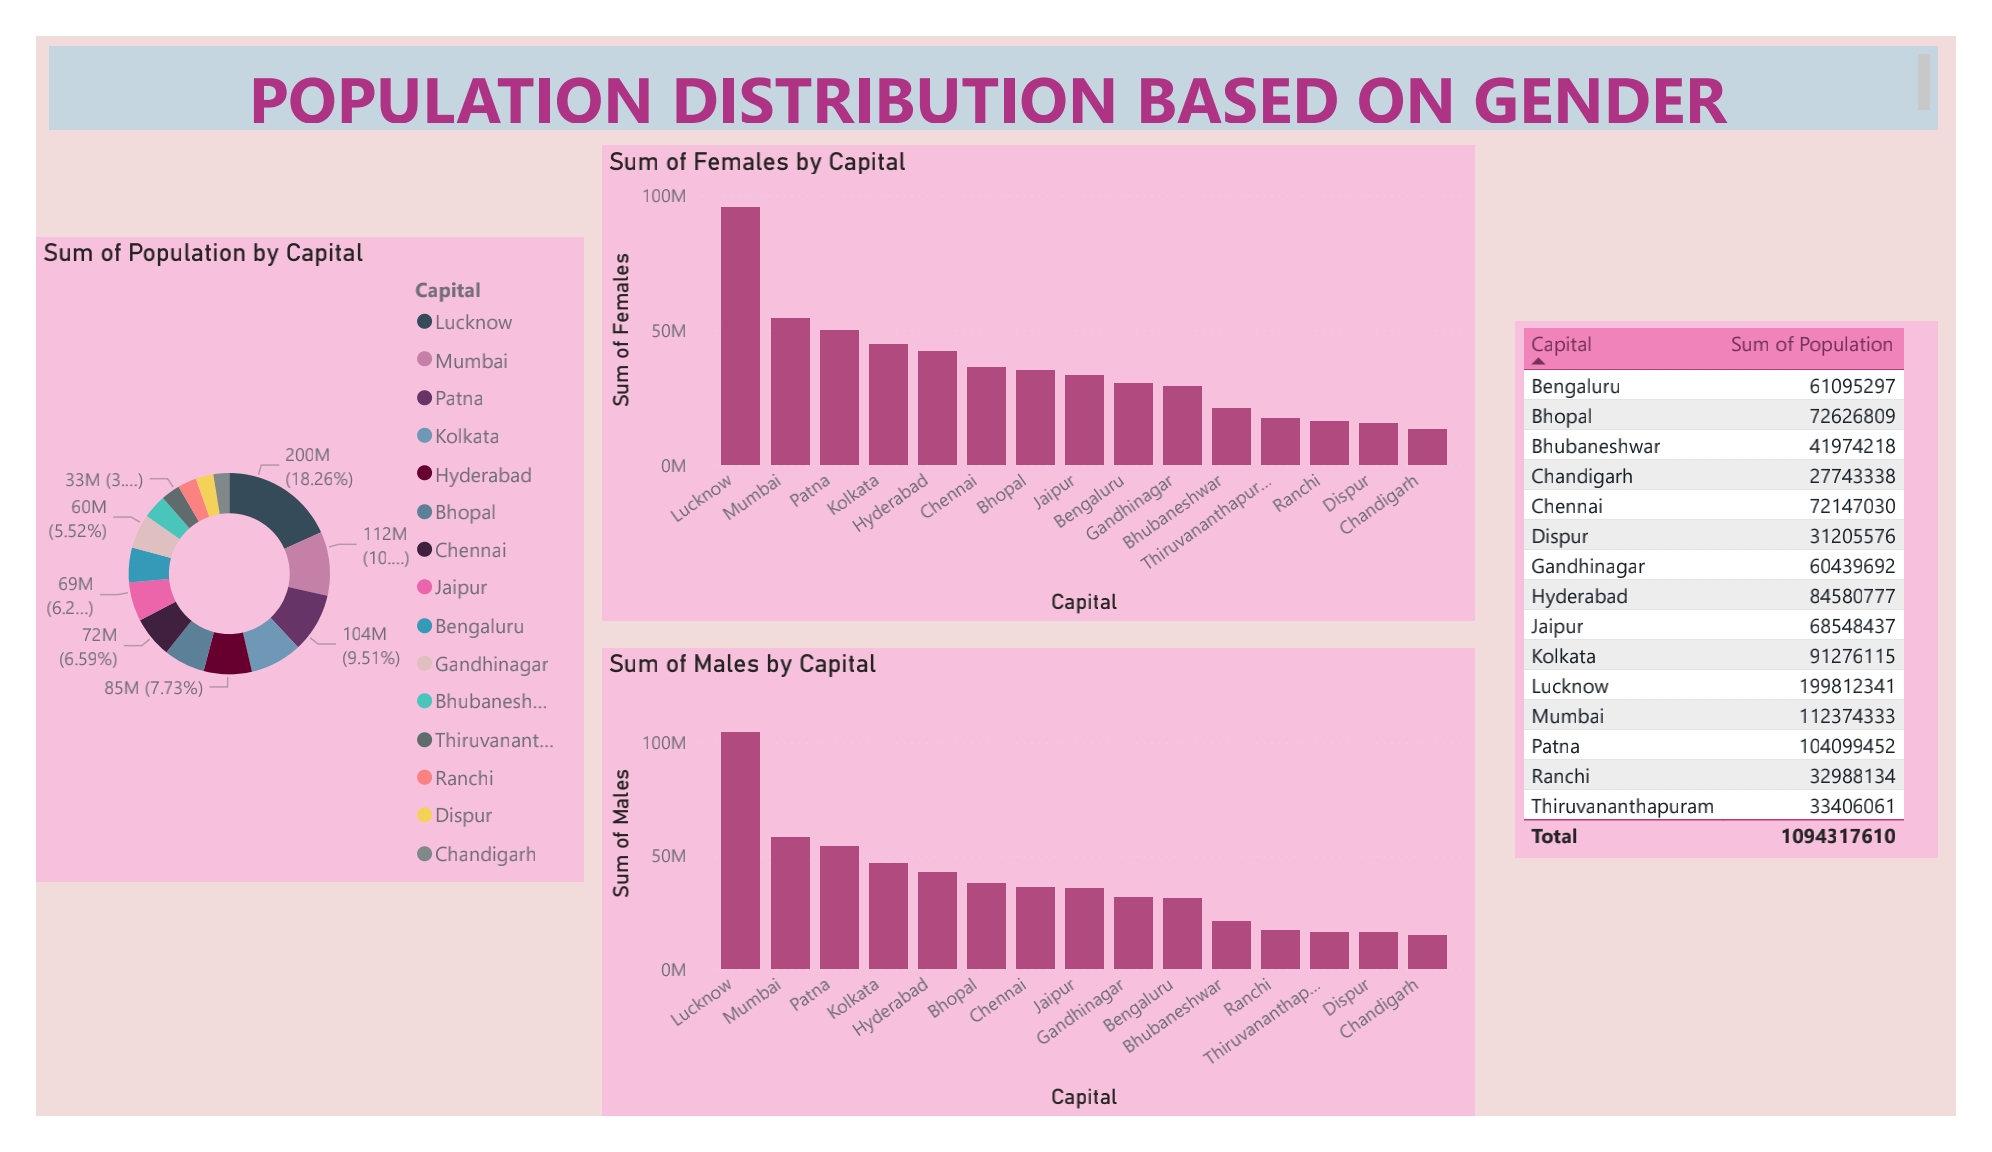 POPULATION DISTRIBUTION BASED ON GENDER
Sum of Population by Capital
Capital
Lucknow
Mumbai
Patna
Kolkata
Hyderabad
Bhopal
Chennai
Jaipur
Bengaluru
Gandhinagar
Bhubanesh...
Thiruvanant...
Ranchi
Dispur
Chandigarh
200M
(18.26%)
112M
(10....)
104M
(9.51%)
85M (7.73%)
72M
(6.59%)
69M
(6.2...)
60M
(5.52%)
33M (3....)
Sum of Females by Capital
Sum of Females
100M
50M
0M
Lucknow
Mumbai
Patna
Kolkata
Hyderabad
Chennai
Bhopal
Jaipur
Bengaluru
Gandhinagar
Bhubaneshwar
Thiruvananthapur...
Ranchi
Dispur
Chandigarh
Capital
Sum of Males by Capital
Sum of Males
100M
50M
0M
Lucknow
Mumbai
Patna
Kolkata
Hyderabad
Bhopal
Chennai
Jaipur
Gandhinagar
Bengaluru
Bhubaneshwar
Ranchi
Thiruvananthap...
Dispur
Chandigarh
Capital
Capital Sum of Population
Bengaluru 61095297
Bhopal 72626809
Bhubaneshwar 41974218
Chandigarh 27743338
Chennai 72147030
Dispur 31205576
Gandhinagar 60439692
Hyderabad 84580777
Jaipur 68548437
Kolkata 91276115
Lucknow 199812341
Mumbai 112374333
Patna 104099452
Ranchi 32988134
Thiruvananthapuram 33406061
Total 1094317610